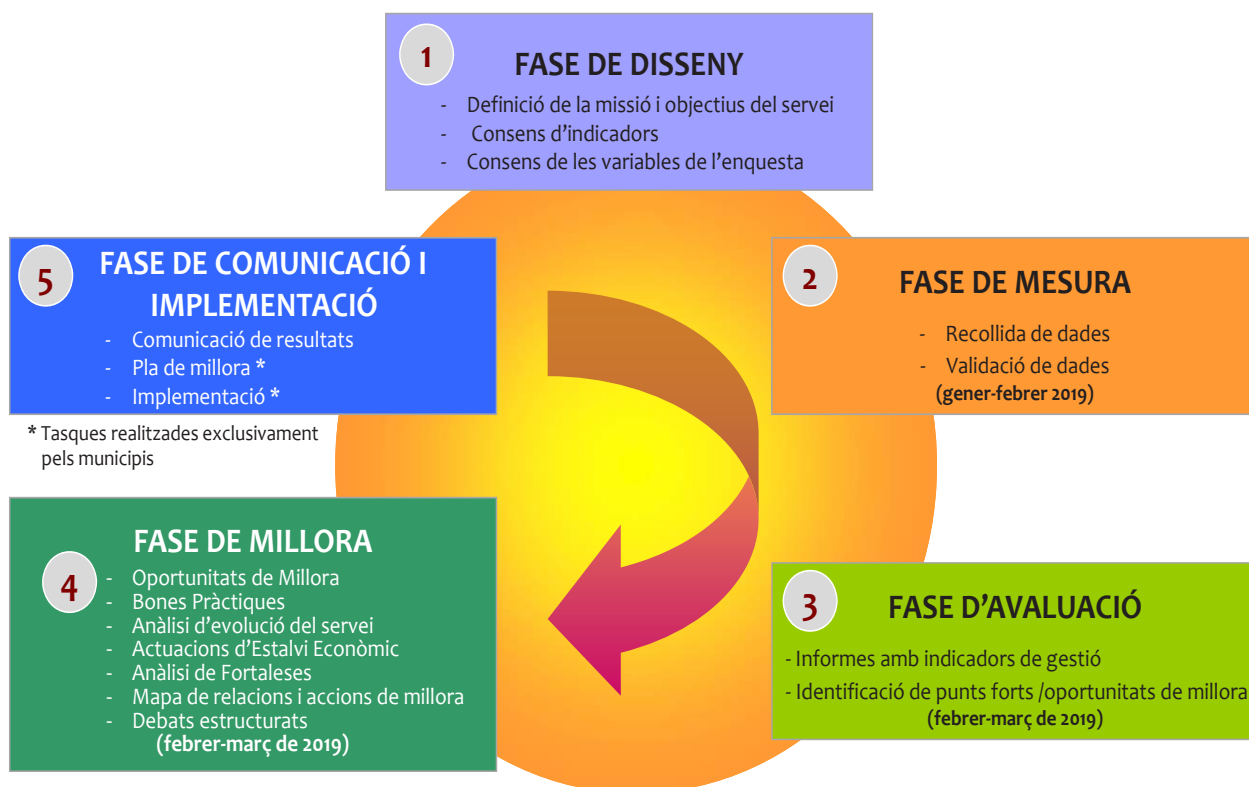 1
FASE DE DISSENY
- Definició de la missió i objectius del servei
- Consens d'indicadors
- Consens de les variables de l'enquesta
2
FASE DE MESURA
- Recollida de dades
- Validació de dades
(gener-febrer 2019)
3
FASE D'AVALUACIÓ
- Informes amb indicadors de gestió
- Identificació de punts forts /oportunitats de millora
(febrer-març de 2019)
4
FASE DE MILLORA
- Oportunitats de Millora
- Bones Pràctiques
- Anàlisi d'evolució del servei
- Actuacions d'Estalvi Econòmic
- Anàlisi de Fortaleses
- Mapa de relacions i accions de millora
- Debats estructurats
(febrer-març de 2019)
5
FASE DE COMUNICACIÓ I
IMPLEMENTACIÓ
- Comunicació de resultats
- Pla de millora *
- Implementació *
* Tasques realitzades exclusivament
pels municipis